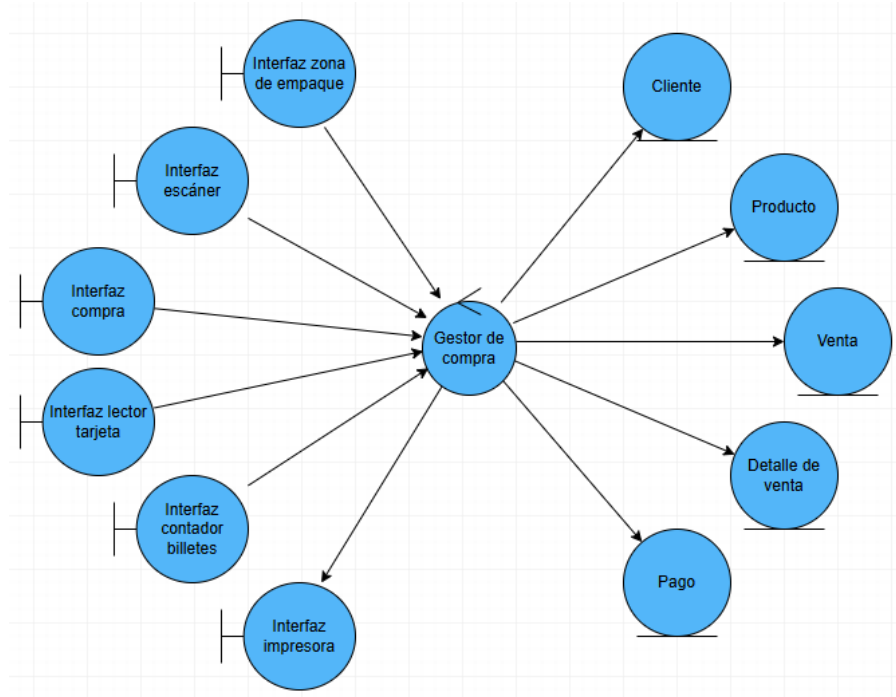 Interfaz zona
de empaque
Cliente
Interfaz
escáner
Producto
Interfaz
compra
Gestor de
compra
Venta
Interfaz lector
tarjeta
Detalle de
venta
Interfaz
contador
billetes
Pago
Interfaz
impresora